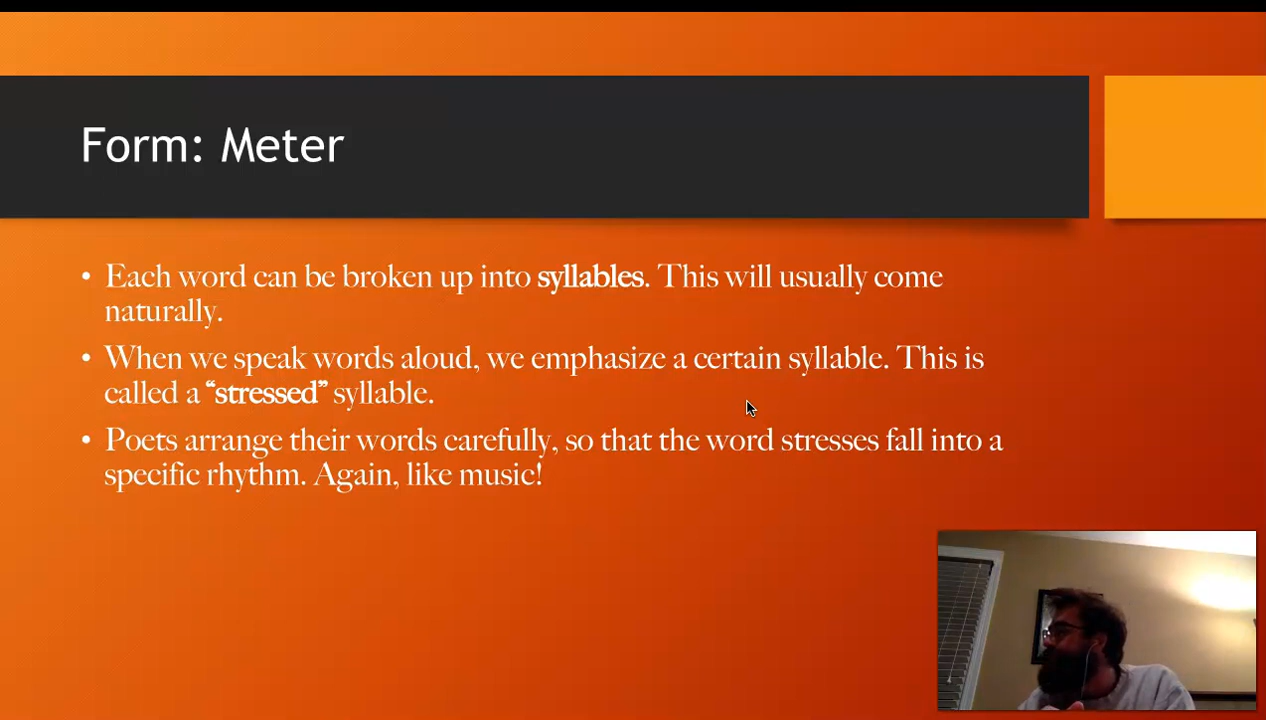 Form: Meter
• Each word can be broken up into syllables. This will usually come
naturally.
• When we speak words aloud, we emphasize a certain syllable. This is
called a “stressed” syllable.
• Poets arrange their words carefully, so that the word stresses fall into a
specific rhythm. Again, like music!